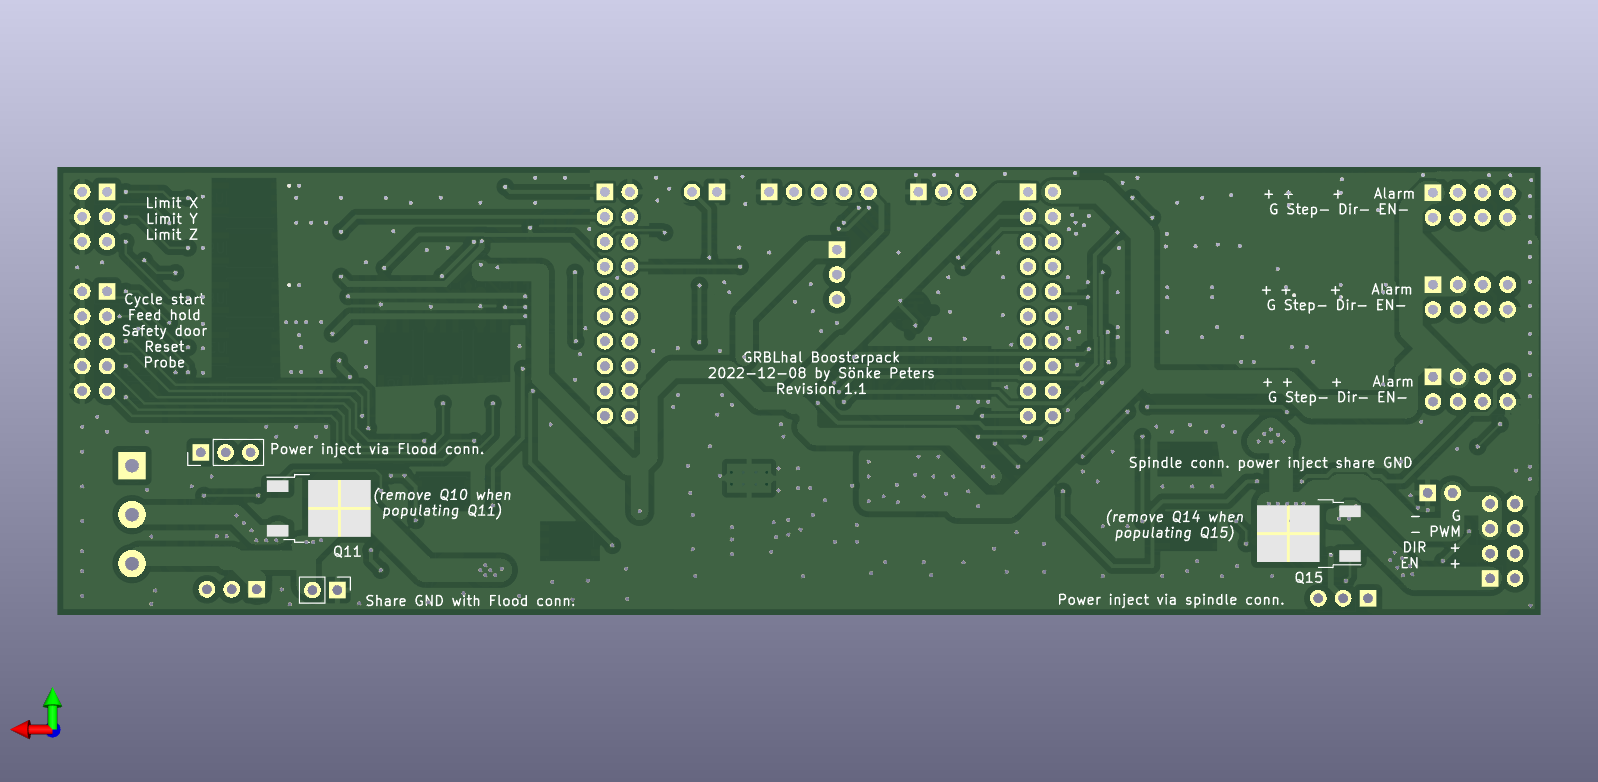 Limit X
Limit Y
Limit Z
Cycle start
Feed hold
Safety door
Reset
Probe
GRBLhal Boosterpack
2022-12-08 by Sönke Peters
Revision 1.1
+ + + Alarm
G Step- Dir- EN-
+ + + Alarm
G Step- Dir- EN-
+ + + Alarm
G Step- Dir- EN-
Power inject via Flood conn.
(remove Q10 when
populating Q11)
Q11
Share GND with Flood conn.
Spindle conn. power inject share GND
(remove Q14 when
populating Q15)
Q15
- G
- PWM
DIR +
EN +
Power inject via spindle conn.